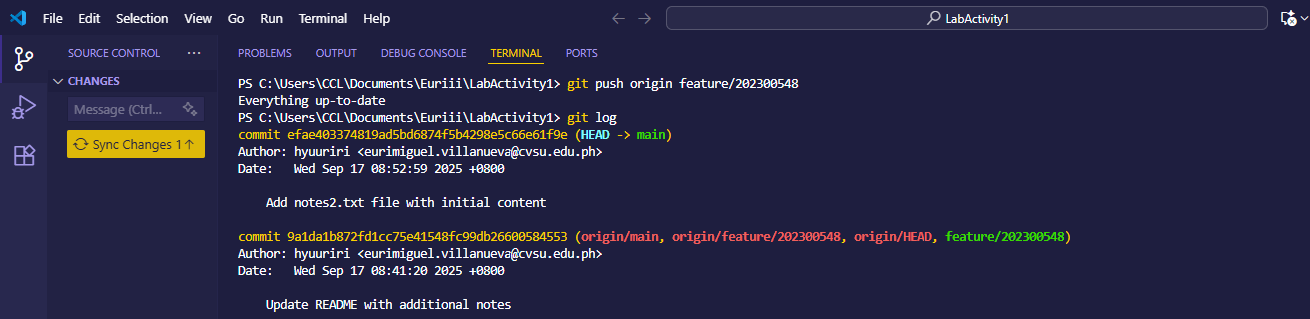 File Edit Selection View Go Run Terminal Help
LabActivity1
SOURCE CONTROL ···
CHANGES
Message (Ctrl...
Sync Changes 1↑
PROBLEMS OUTPUT DEBUG CONSOLE TERMINAL PORTS
PS C:\Users\CCL\Documents\Euriii\LabActivity1> git push origin feature/202300548
Everything up-to-date
PS C:\Users\CCL\Documents\Euriii\LabActivity1> git log
commit efae403374819ad5bd6874f5b4298e5c66e61f9e (HEAD -> main)
Author: hyuuriri <eurimiguel.villanueva@cvsu.edu.ph>
Date:   Wed Sep 17 08:52:59 2025 +0800
Add notes2.txt file with initial content
commit 9a1da1b872fd1cc75e41548fc99db26600584553 (origin/main, origin/feature/202300548, origin/HEAD, feature/202300548)
Author: hyuuriri <eurimiguel.villanueva@cvsu.edu.ph>
Date:   Wed Sep 17 08:41:20 2025 +0800
Update README with additional notes